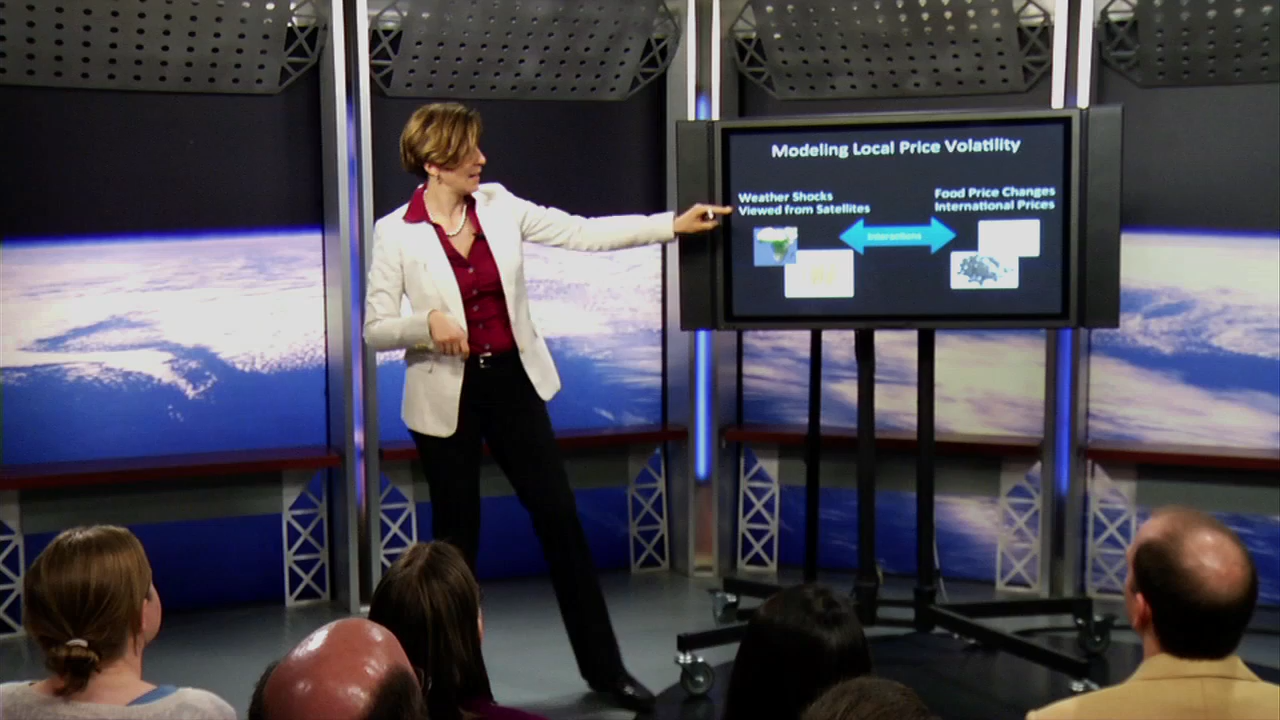 Modeling Local Price Volatility
Weather Shocks
Viewed from Satellites
Food Price Changes
International Prices
Interactions